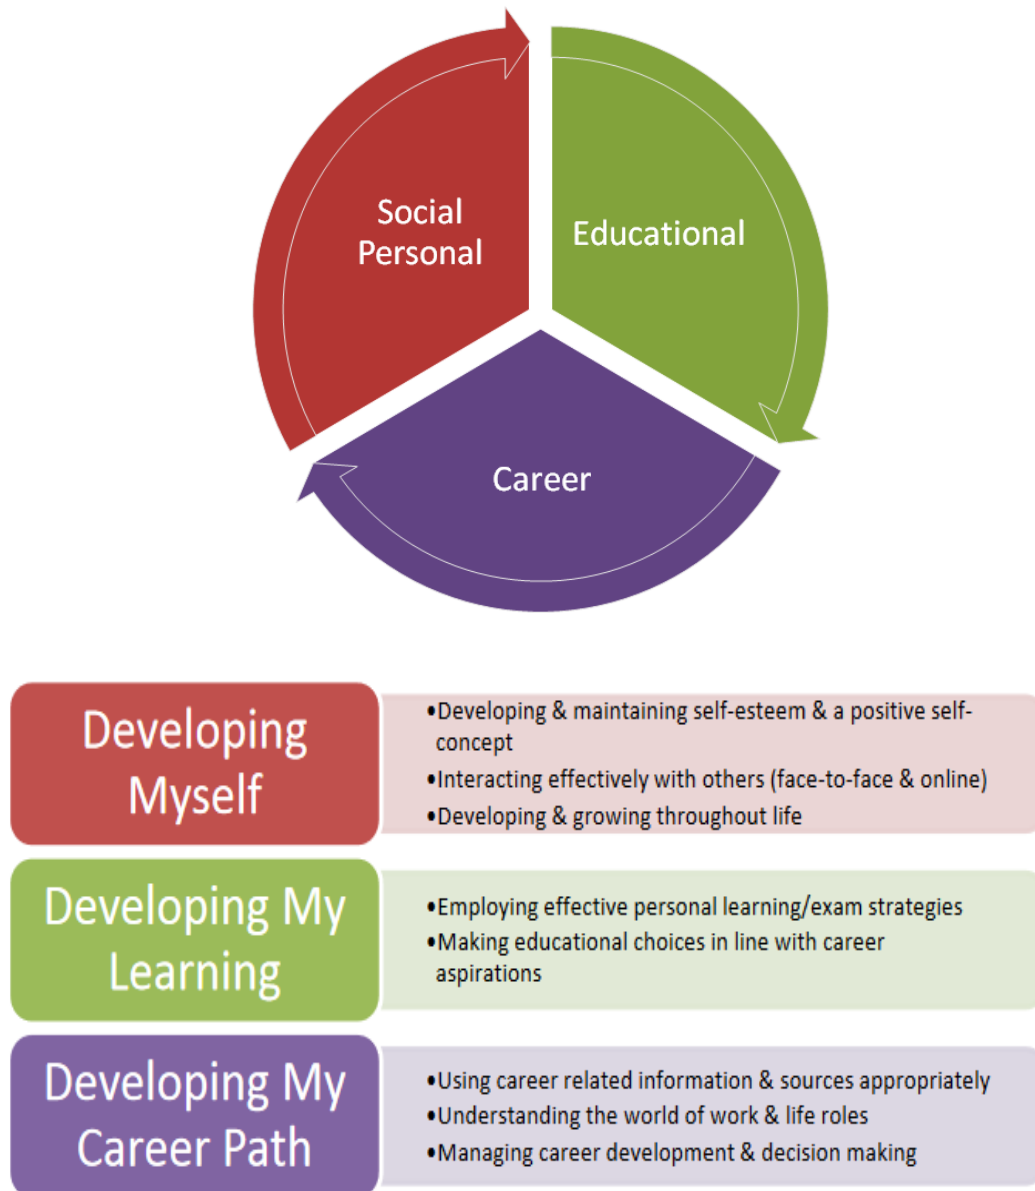 Social
Personal
Educational
Career
Developing
Myself
•Developing & maintaining self-esteem & a positive self-
concept
•Interacting effectively with others (face-to-face & online)
•Developing & growing throughout life
Developing My
Learning
•Employing effective personal learning/exam strategies
•Making educational choices in line with career
aspirations
Developing My
Career Path
•Using career related information & sources appropriately
•Understanding the world of work & life roles
•Managing career development & decision making